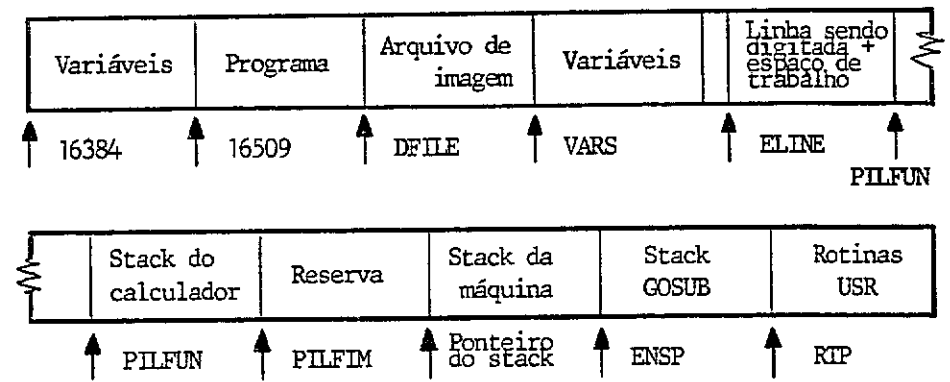 Variáveis
Programa
Arquivo de
imagem
Variáveis
Linha sendo
digitada +
espaço de
trabalho
16384
16509
DFILE
VARS
ELINE
PILFUN
Stack do
calculador
Reserva
Stack da
máquina
Stack
GOSUB
Rotinas
USR
PILFUN
PILFIM
Ponteiro
do stack
ENSP
RTP